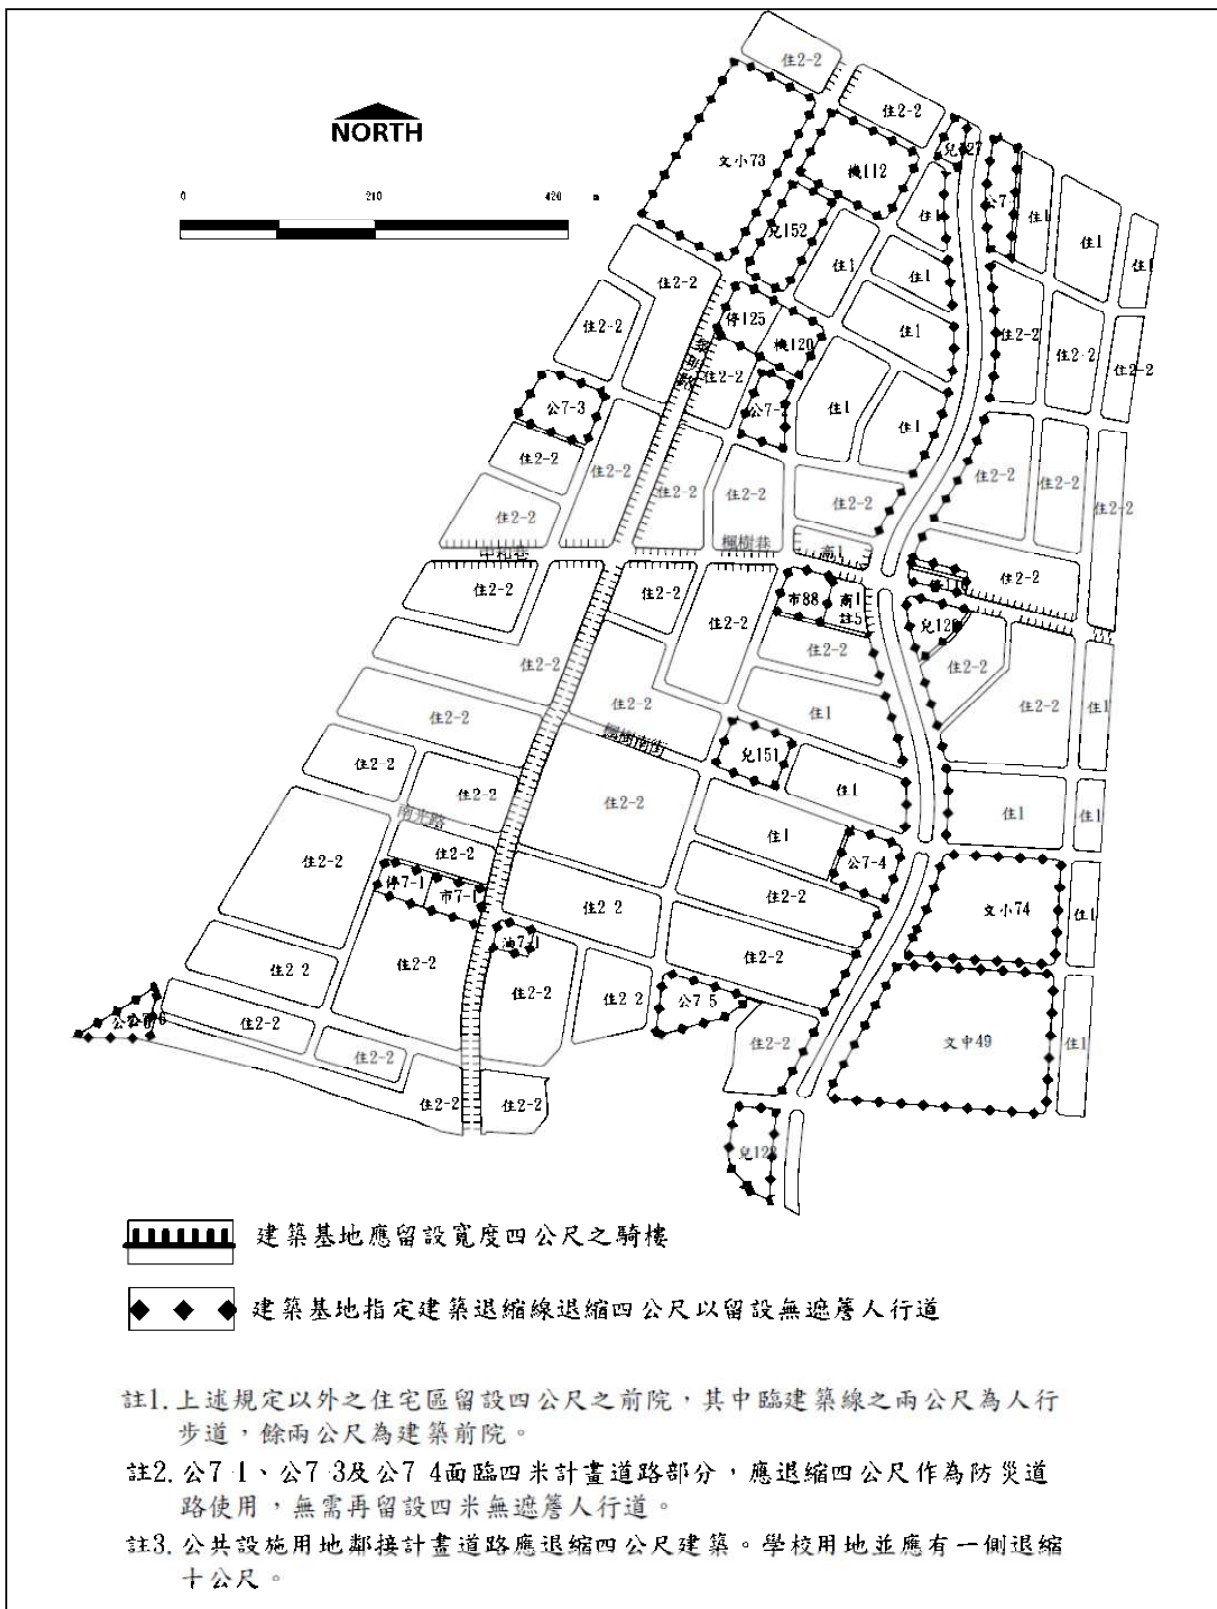 住2-2
住2-2
NORTH
文小73
機112
兒127
0 210 420 m
兒152
住1
住1
住1
住1
住1
住2-2
住1
停125
住2-2
住1
機120
住2-2
住2-2
住2-2
住2-2
公7-3
公7-2
住1
住1
住2-2
住2-2
住2-2
住2-2
住2-2
住2-2
住2-2
住2-2
住2-2
中和巷
楓樹巷
商1
住2-2
住2-2
住2-2
市88
商1
註5
住2-2
住2-2
住2-2
住2-2
住2-2
住2-2
住2-2
住1
住1
楓樹南街
兒151
住2-2
住2-2
住2-2
住1
住1
住1
南光路
住1
住2-2
住2-2
公7-4
停7-1
市7-1
住2 2
住2-2
文小74
住1
油7-1
住2 2
住2-2
住2-2
住2 2
公7 5
住2-2
住2-2
住2-2
住2-2
文中49
住1
住2-2
住2-2
建築基地應留設寬度四公尺之騎樓
建築基地指定建築退縮線退縮四公尺以留設無遮簷人行道
註1. 上述規定以外之住宅區留設四公尺之前院，其中臨建築線之兩公尺為人行
步道，餘兩公尺為建築前院。
註2. 公7 1、公7 3及公7 4面臨四米計畫道路部分，應退縮四公尺作為防災道
路使用，無需再留設四米無遮簷人行道。
註3. 公共設施用地鄰接計畫道路應退縮四公尺建築。學校用地並應有一側退縮
十公尺。